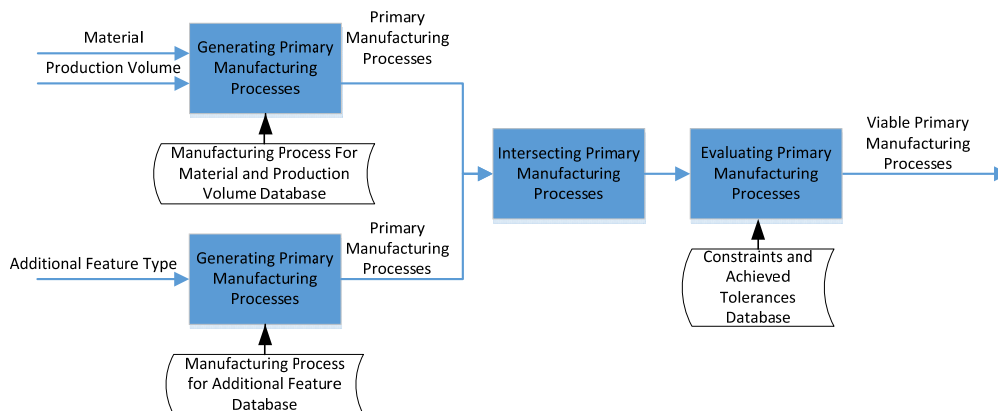 Material
Production Volume
Generating Primary
Manufacturing
Processes
Primary
Manufacturing
Processes
Manufacturing Process For
Material and Production
Volume Database
Additional Feature Type
Generating Primary
Manufacturing
Processes
Primary
Manufacturing
Processes
Manufacturing Process
for Additional Feature
Database
Intersecting Primary
Manufacturing
Processes
Evaluating Primary
Manufacturing
Processes
Constraints and
Achieved
Tolerances
Database
Viable Primary
Manufacturing
Processes